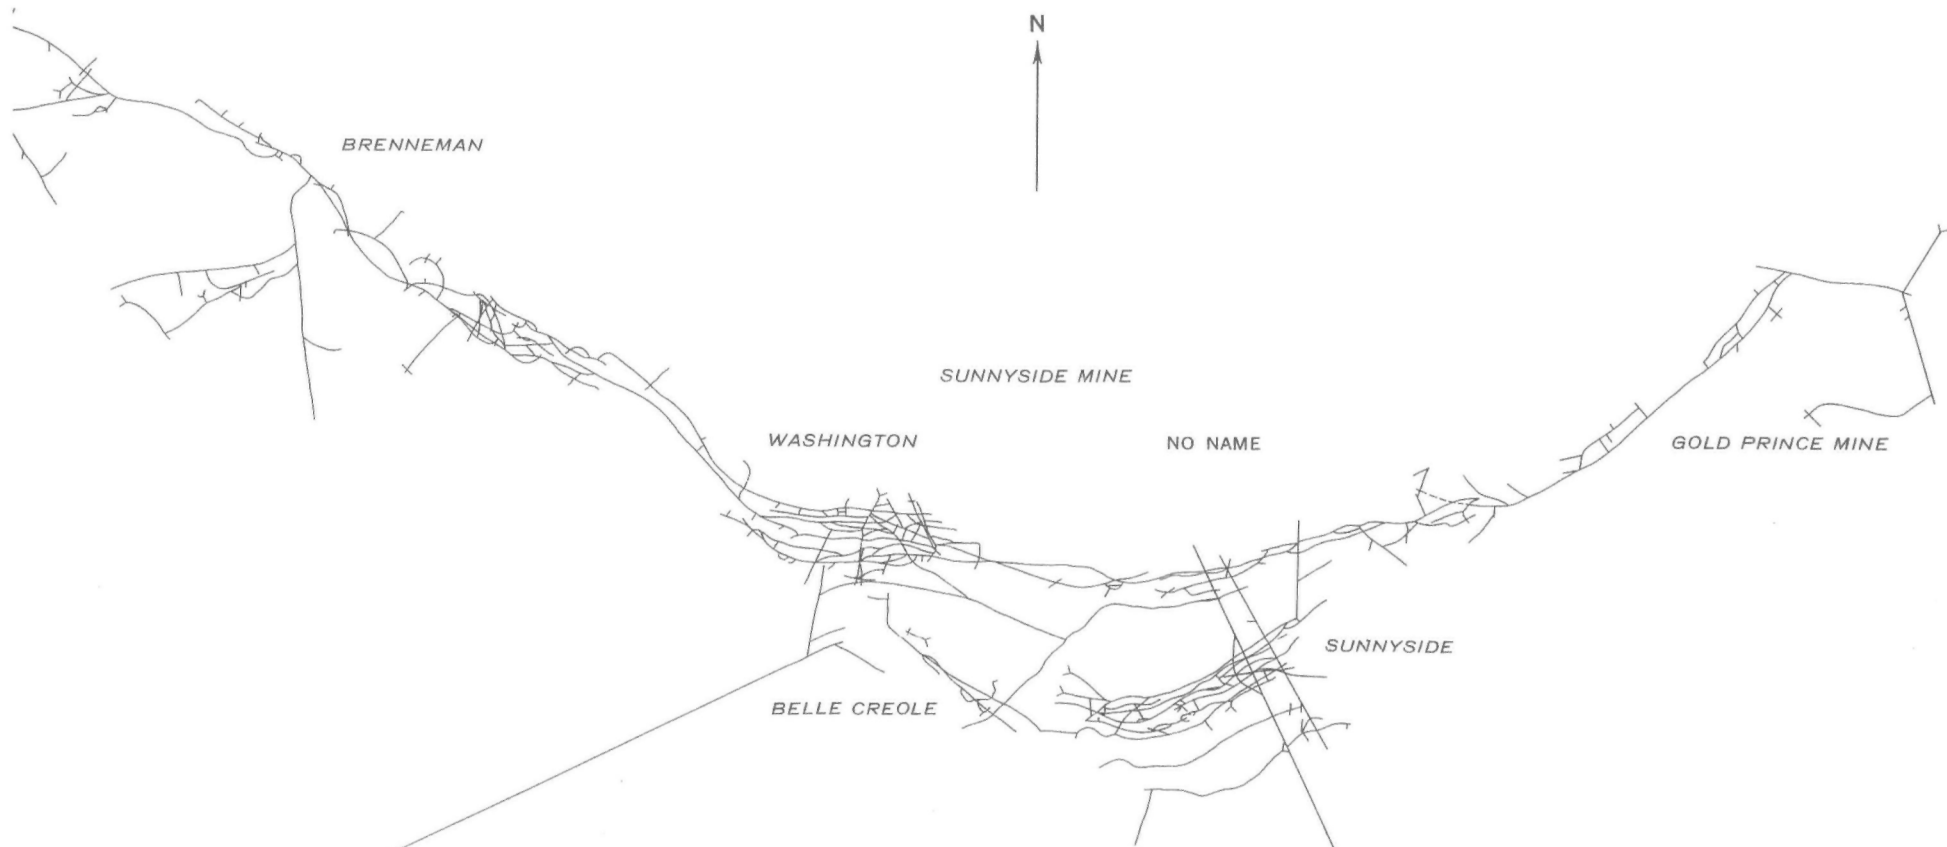 N
BRENNEMAN
SUNNYSIDE MINE
WASHINGTON
NO NAME
GOLD PRINCE MINE
SUNNYSIDE
BELLE CREOLE